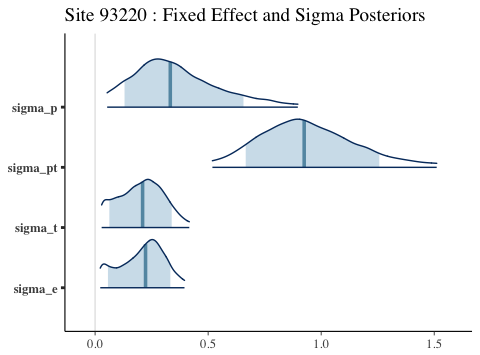 Site 93220 : Fixed Effect and Sigma Posteriors
sigma_p
sigma_pt
sigma_t
sigma_e
0.0 0.5 1.0 1.5